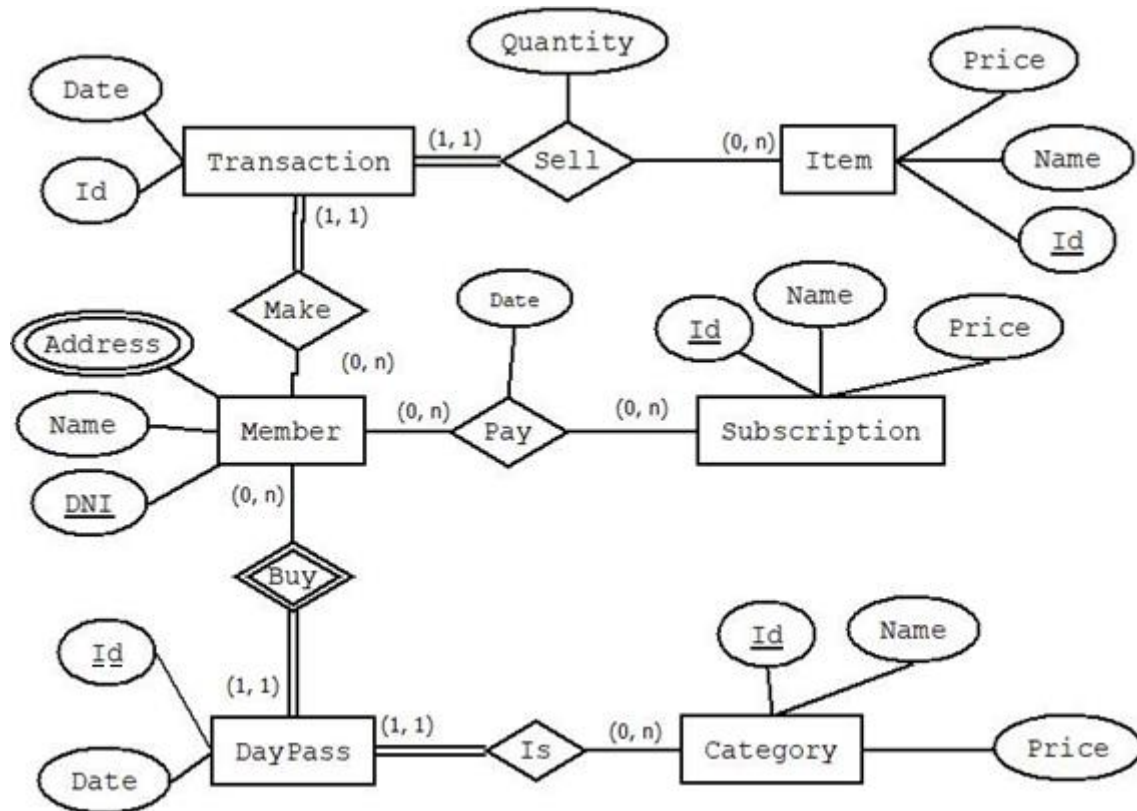 Quantity
Date
Price
Transaction
(1, 1)
Sell
(0, n)
Item
Name
Id
Id
(1, 1)
Make
Date
Name
Id
Price
Address
(0, n)
Name
Member
(0, n)
Pay
(0, n)
Subscription
DNI
(0, n)
Buy
Id
Name
Id
(1, 1)
DayPass
(1, 1)
Is
(0, n)
Category
Price
Date